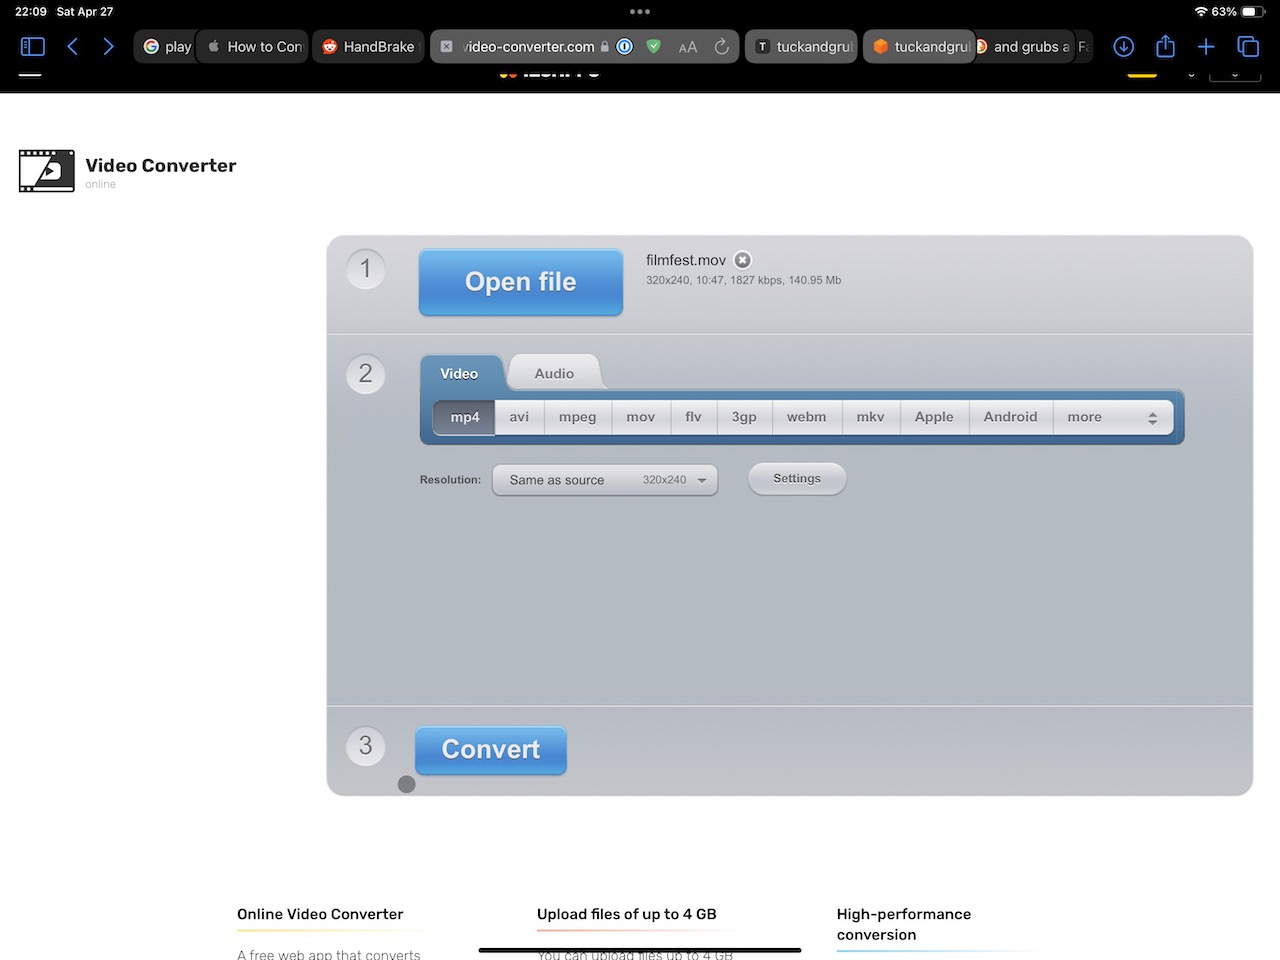 22:09 Sat Apr 27
63%
play
How to Con
HandBrake
video-converter.com
AA
T
tuckandgrul
tuckandgrul
and grubs a
Fa
Video Converter
online
1
Open file
filmfest.mov
320x240, 10:47, 1827 kbps, 140.95 Mb
2
Video
Audio
mp4
avi
mpeg
mov
flv
3gp
webm
mkv
Apple
Android
more
Resolution:
Same as source
320x240
Settings
3
Convert
Online Video Converter
Upload files of up to 4 GB
High-performance
conversion
A free web app that converts
You can upload files up to 4 GB